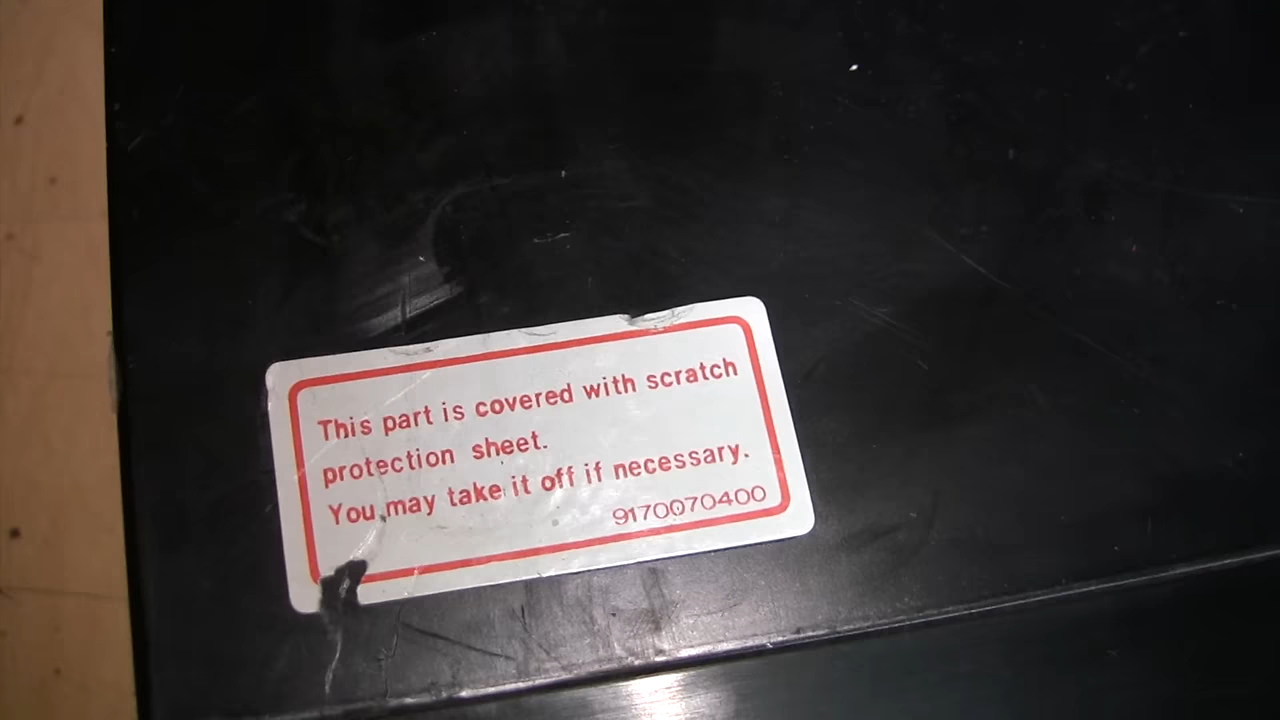 This part is covered with scratch
protection sheet.
You may take it off if necessary.
9170070400